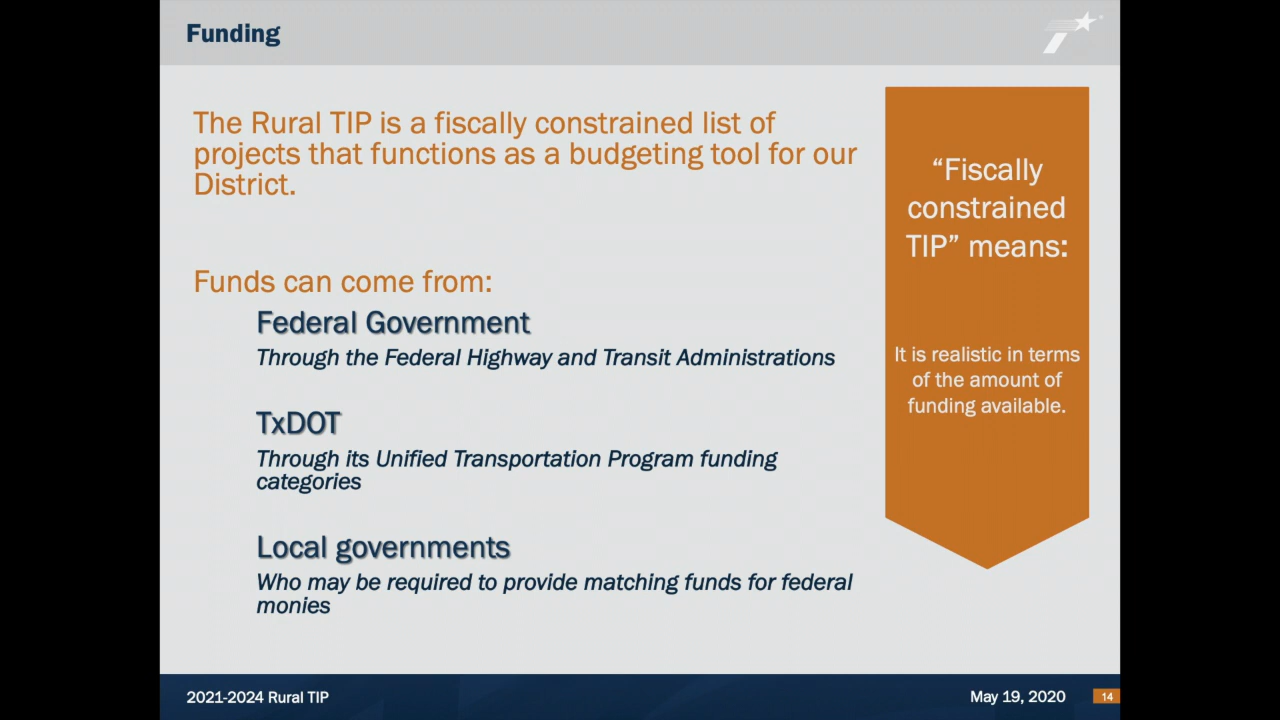 Funding
The Rural TIP is a fiscally constrained list of
projects that functions as a budgeting tool for our
District.
Funds can come from:
Federal Government
Through the Federal Highway and Transit Administrations
TxDOT
Through its Unified Transportation Program funding
categories
Local governments
Who may be required to provide matching funds for federal
monies
“Fiscally
constrained
TIP” means:
It is realistic in terms
of the amount of
funding available.
2021-2024 Rural TIP
May 19, 2020
14